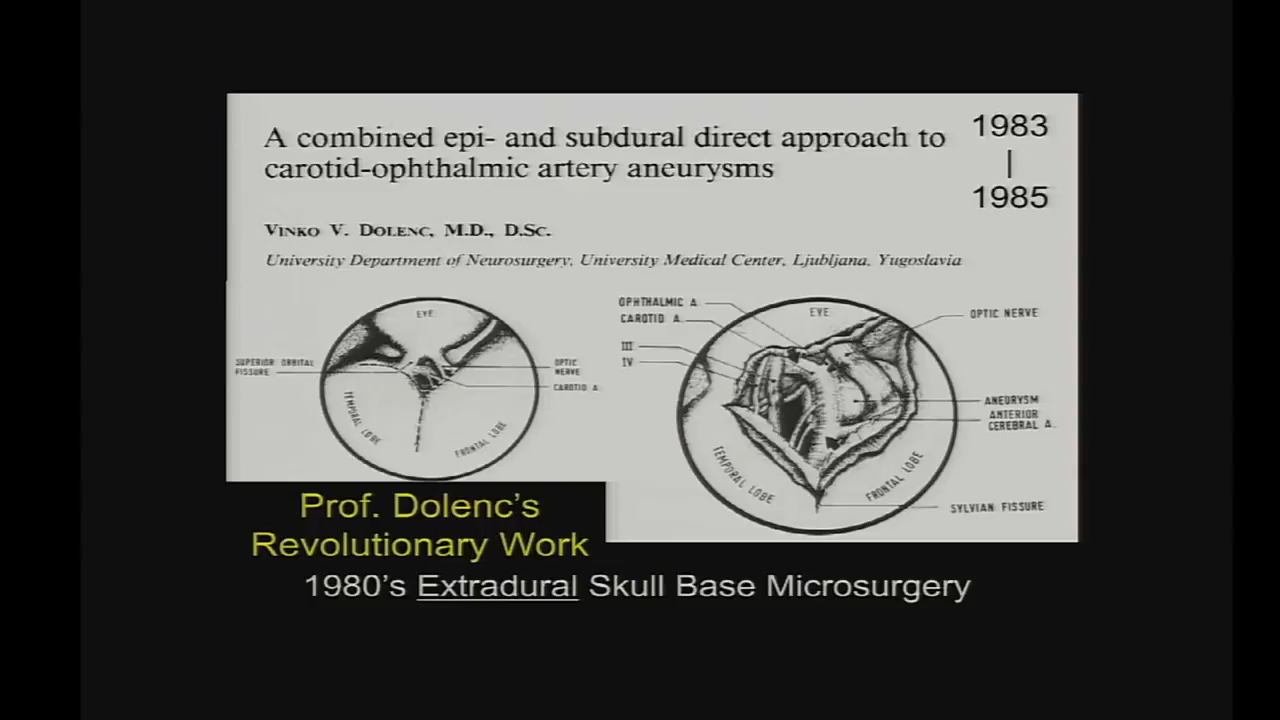 A combined epi- and subdural direct approach to
carotid-ophthalmic artery aneurysms
1983
|
1985
VINKO V. DOLENC, M.D., D.SC.
University Department of Neurosurgery, University Medical Center, Ljubljana, Yugoslavia
EYE
SUPERIOR ORBITAL
FISSURE
OPTIC
NERVE
CAROTID A.
TEMPORAL LOBE
FRONTAL LOBE
OPHTHALMIC A.
CAROTID A.
III
IV
EYE
OPTIC NERVE
ANEURYSM
ANTERIOR
CEREBRAL A.
TEMPORAL LOBE
FRONTAL LOBE
SYLVIAN FISSURE
Prof. Dolenc's
Revolutionary Work
1980's Extradural Skull Base Microsurgery